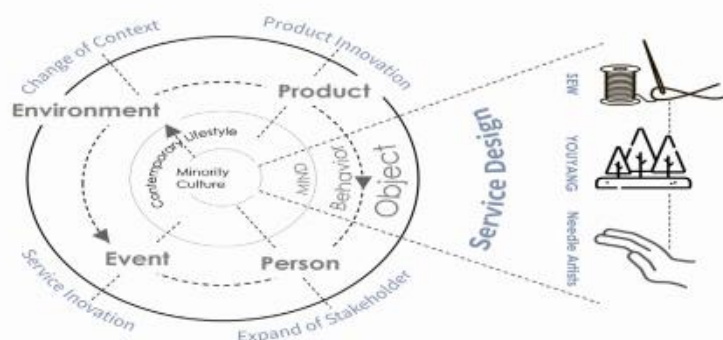 Change of Context
Product Innovation
Environment
Product
Contemporary Lifestyle
Minority
Culture
MIND
Behavior
Object
Event
Person
Service Inovation
Expand of Stakeholder
Service Design
SEW
YOUYANG
Needle Artists